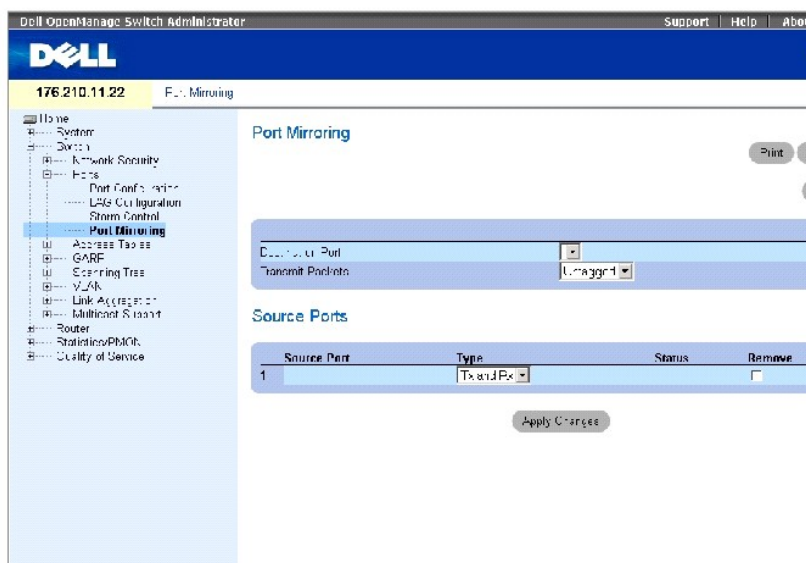 Dell OpenManage Switch Administrator
Support | Help | Abou
DELL
176.210.11.22
Port Mirroring
Home
System
Switch
Network Security
Ports
Port Configuration
LAG Configuration
Storm Control
Port Mirroring
Address Tables
GARP
Spanning Tree
VLAN
Link Aggregation
Multicast Support
Router
Statistics/RMON
Quality of Service
Port Mirroring
Print
Destination Port
Transmit Packets Untagged
Source Ports
Source Port Type Status Remove
1 Tx and Rx
Apply Changes